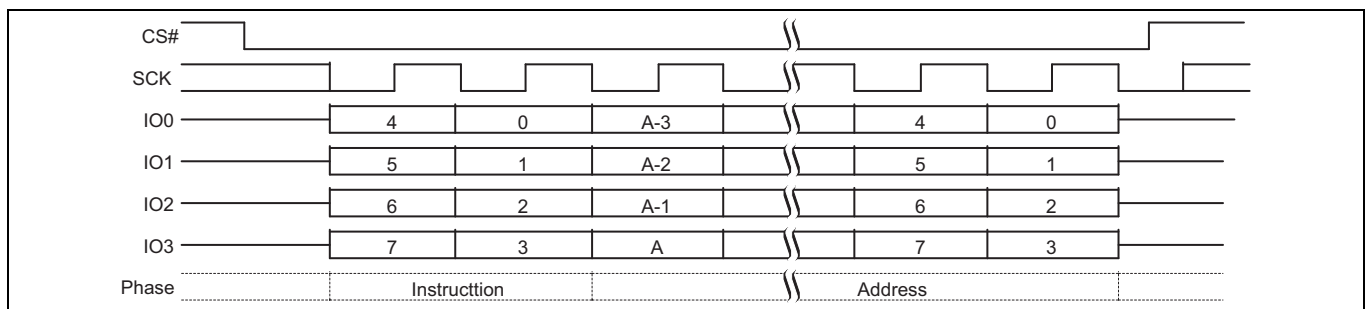 CS#
SCK
IO0 4 0 A-3 4 0
IO1 5 1 A-2 5 1
IO2 6 2 A-1 6 2
IO3 7 3 A 7 3
Phase Instructtion Address